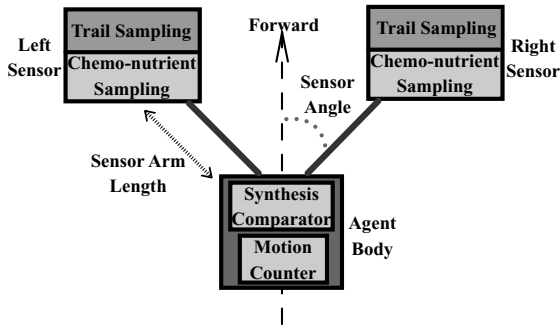 Left
Sensor
Trail Sampling
Chemo-nutrient
Sampling
Forward
Trail Sampling
Chemo-nutrient
Sampling
Right
Sensor
Sensor
Angle
Sensor Arm
Length
Synthesis
Comparator
Motion
Counter
Agent
Body